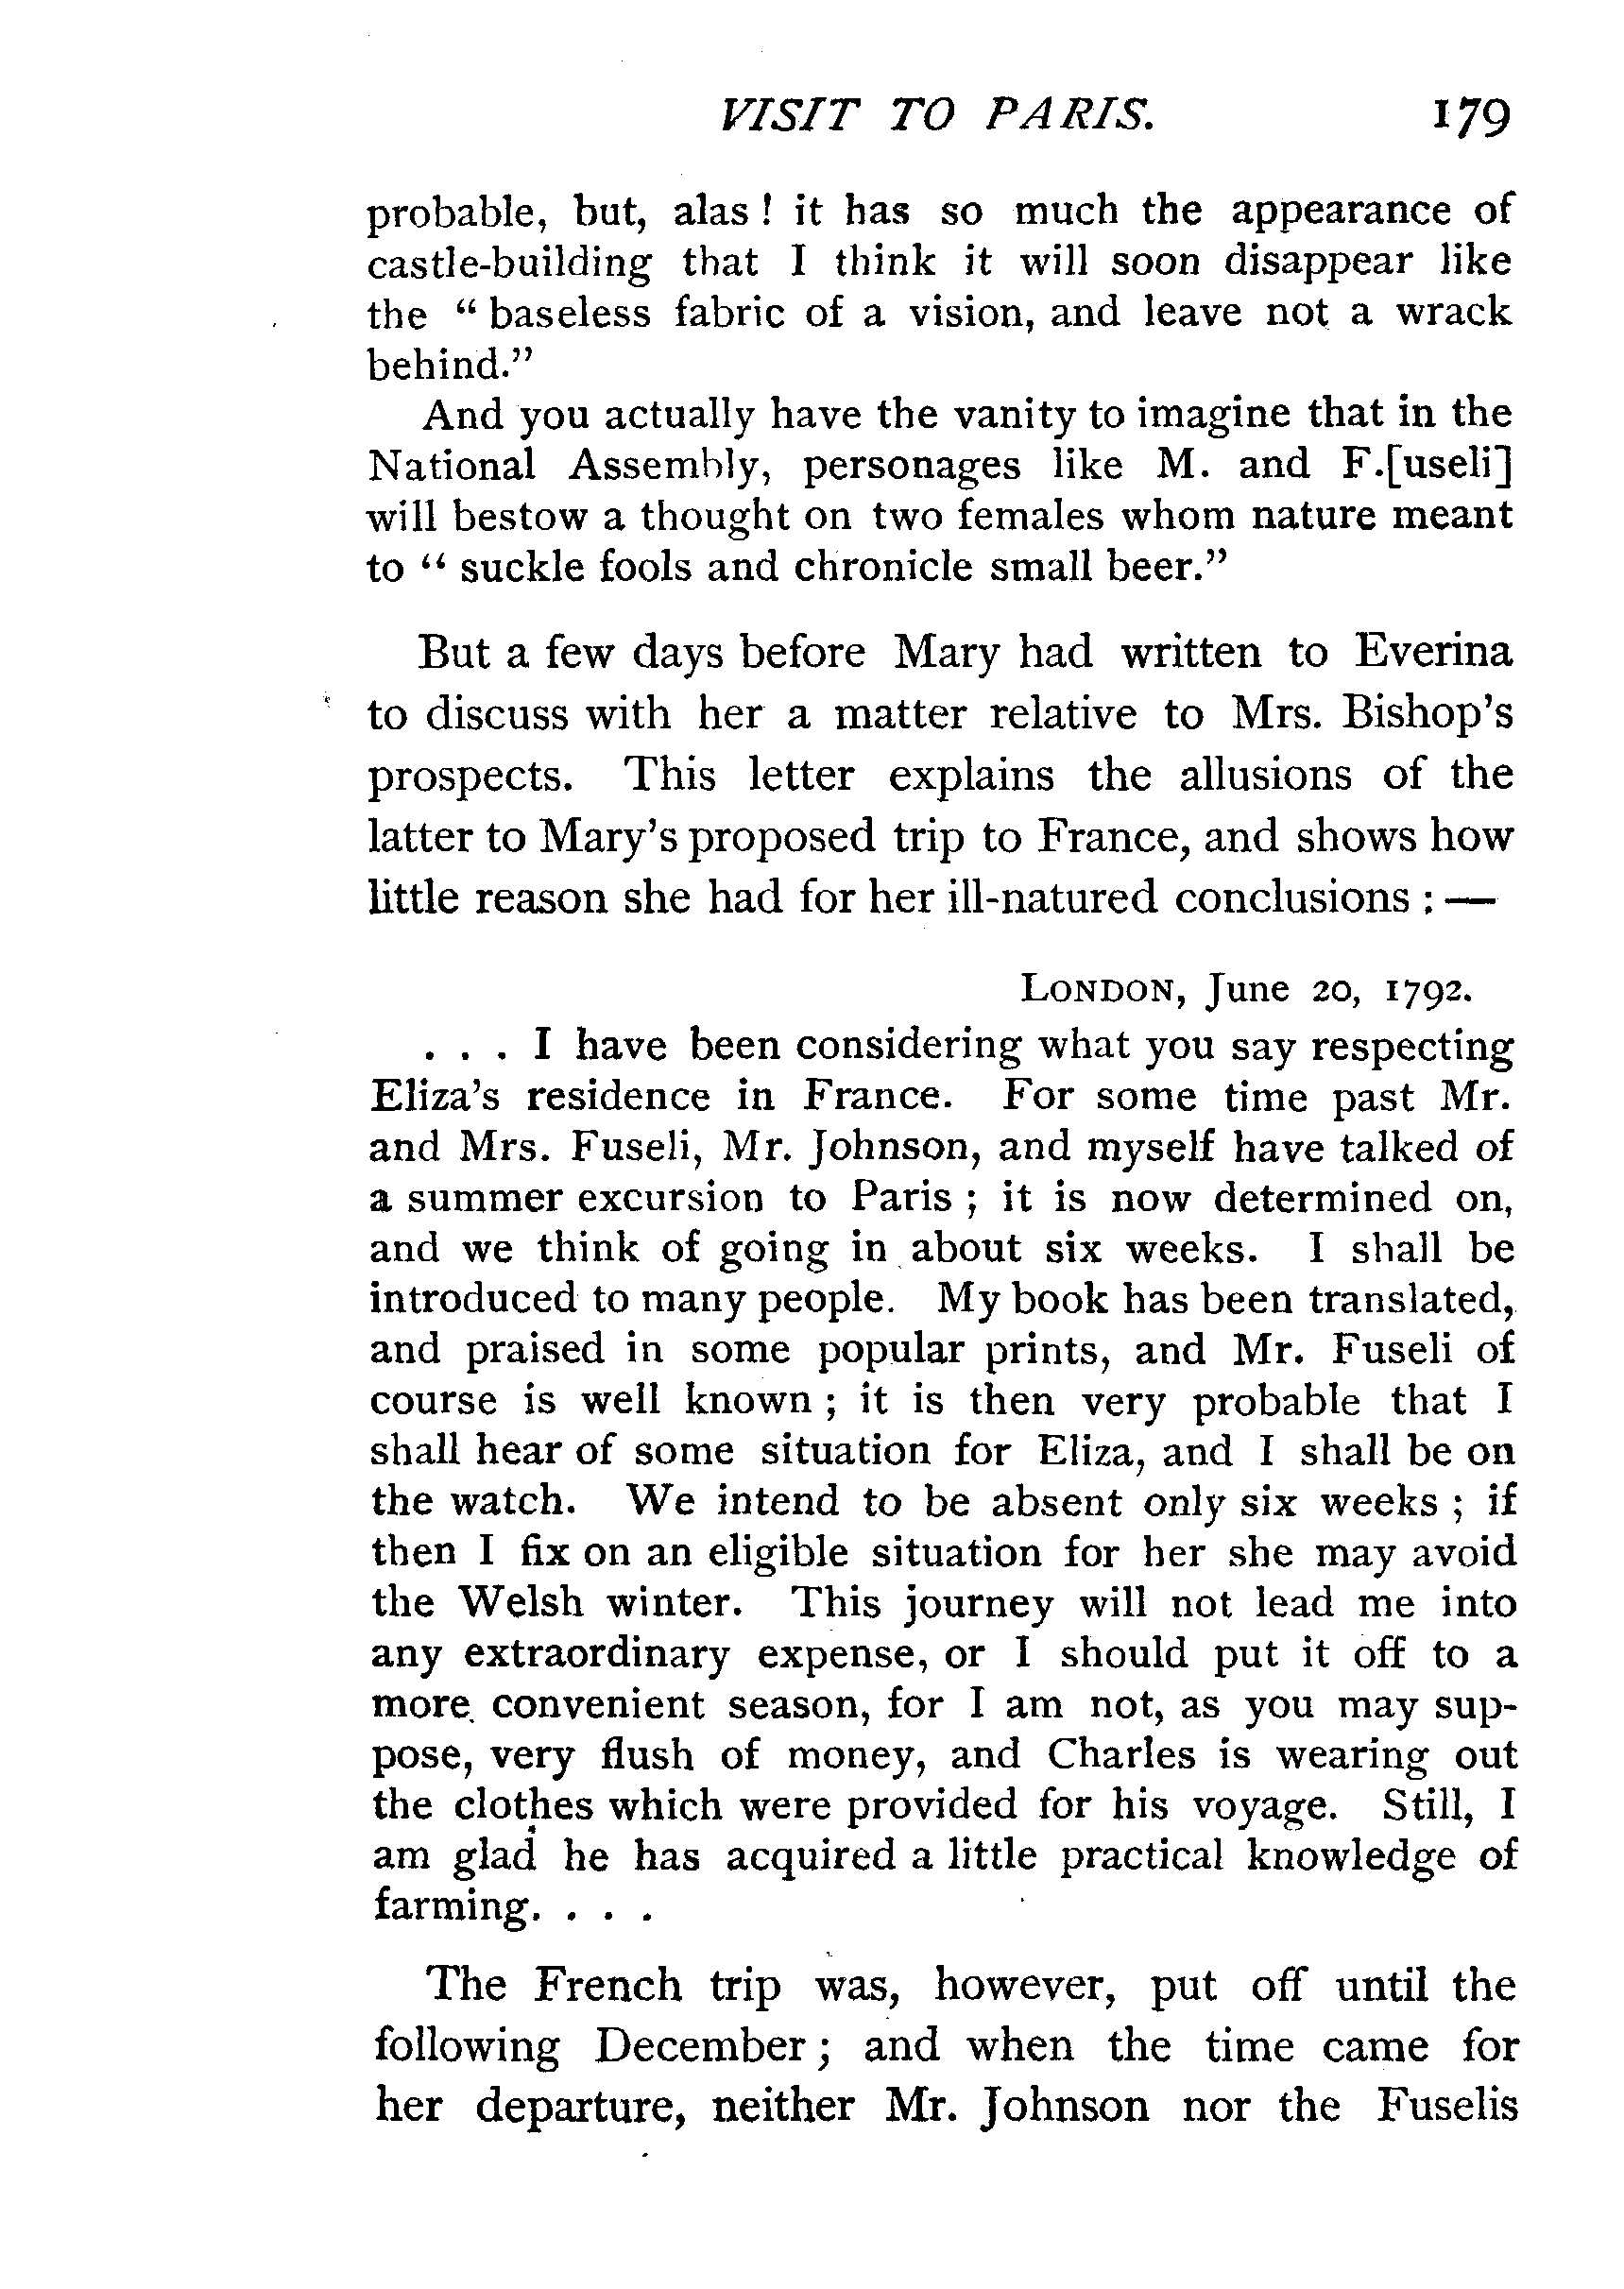 VISIT TO PARIS. 179
probable, but, alas! it has so much the appearance of
castle-building that I think it will soon disappear like
the "baseless fabric of a vision, and leave not a wrack
behind."
And you actually have the vanity to imagine that in the
National Assembly, personages like M. and F.[useli]
will bestow a thought on two females whom nature meant
to "suckle fools and chronicle small beer."
But a few days before Mary had written to Everina
to discuss with her a matter relative to Mrs. Bishop's
prospects. This letter explains the allusions of the
latter to Mary's proposed trip to France, and shows how
little reason she had for her ill-natured conclusions:—
LONDON, June 20, 1792.
. . . I have been considering what you say respecting
Eliza's residence in France. For some time past Mr.
and Mrs. Fuseli, Mr. Johnson, and myself have talked of
a summer excursion to Paris; it is now determined on,
and we think of going in about six weeks. I shall be
introduced to many people. My book has been translated,
and praised in some popular prints, and Mr. Fuseli of
course is well known; it is then very probable that I
shall hear of some situation for Eliza, and I shall be on
the watch. We intend to be absent only six weeks; if
then I fix on an eligible situation for her she may avoid
the Welsh winter. This journey will not lead me into
any extraordinary expense, or I should put it off to a
more convenient season, for I am not, as you may sup-
pose, very flush of money, and Charles is wearing out
the clothes which were provided for his voyage. Still, I
am glad he has acquired a little practical knowledge of
farming. . . .
The French trip was, however, put off until the
following December; and when the time came for
her departure, neither Mr. Johnson nor the Fuselis